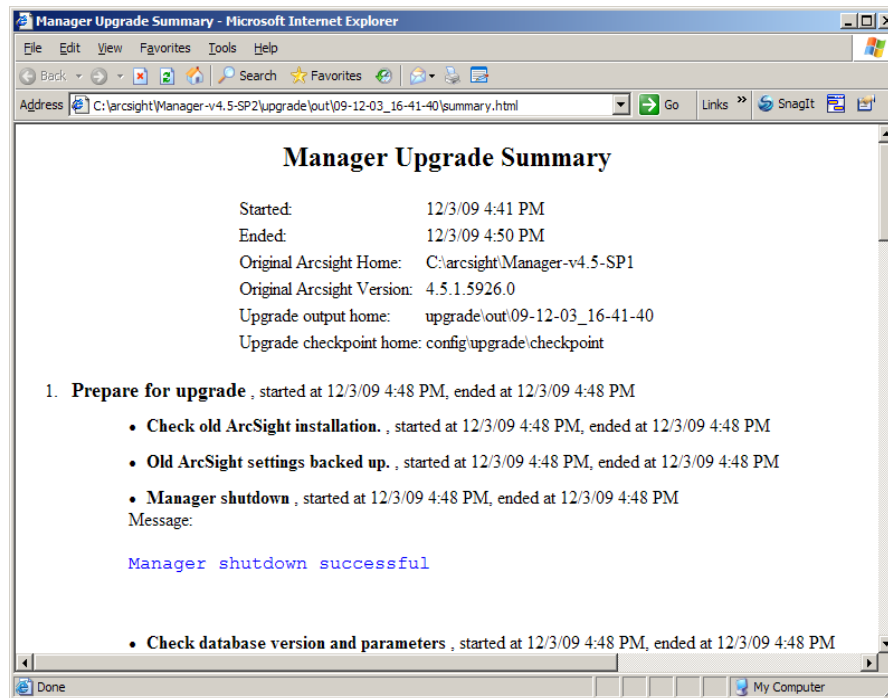 Manager Upgrade Summary - Microsoft Internet Explorer
File Edit View Favorites Tools Help
Back Search Favorites
Address C:\arcsight\Manager-v4.5-SP2\upgrade\out\09-12-03_16-41-40\summary.html Go Links » SnagIt
Manager Upgrade Summary
Started: 12/3/09 4:41 PM
Ended: 12/3/09 4:50 PM
Original Arcsight Home: C:\arcsight\Manager-v4.5-SP1
Original Arcsight Version: 4.5.1.5926.0
Upgrade output home: upgrade\out\09-12-03_16-41-40
Upgrade checkpoint home: config\upgrade\checkpoint
1. Prepare for upgrade , started at 12/3/09 4:48 PM, ended at 12/3/09 4:48 PM
• Check old ArcSight installation. , started at 12/3/09 4:48 PM, ended at 12/3/09 4:48 PM
• Old ArcSight settings backed up. , started at 12/3/09 4:48 PM, ended at 12/3/09 4:48 PM
• Manager shutdown , started at 12/3/09 4:48 PM, ended at 12/3/09 4:48 PM
Message:
Manager shutdown successful
• Check database version and parameters , started at 12/3/09 4:48 PM, ended at 12/3/09 4:48 PM
Done My Computer